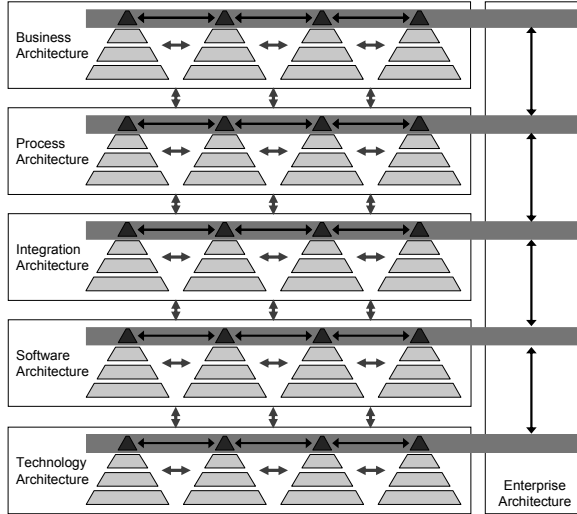 Business
Architecture
Process
Architecture
Integration
Architecture
Software
Architecture
Technology
Architecture
Enterprise
Architecture